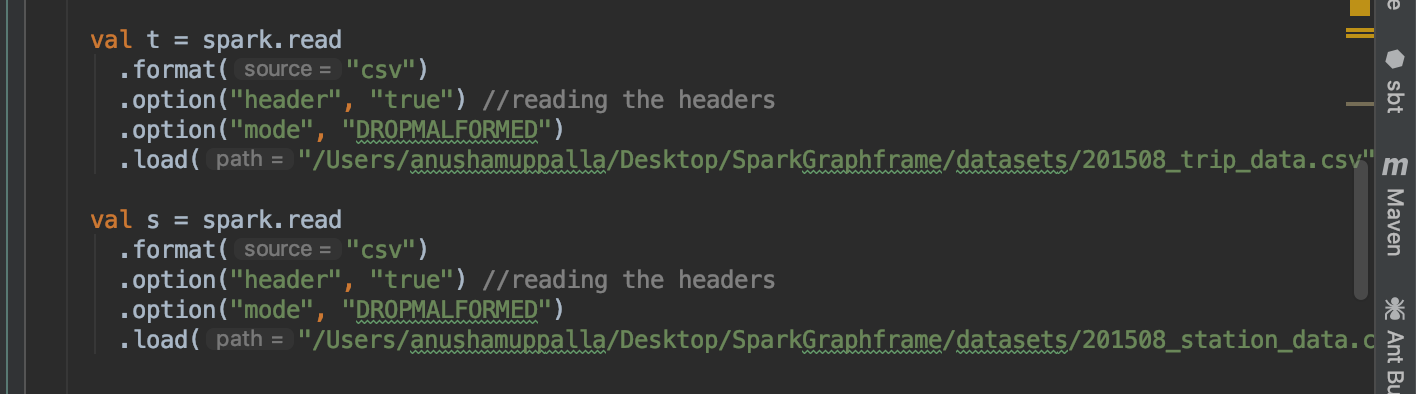 val t = spark.read
.format( source = "csv")
.option("header", "true") //reading the headers
.option("mode", "DROPMALFORMED")
.load( path = "/Users/anushamuppalla/Desktop/SparkGraphframe/datasets/201508_trip_data.csv"
val s = spark.read
.format( source = "csv")
.option("header", "true") //reading the headers
.option("mode", "DROPMALFORMED")
.load( path = "/Users/anushamuppalla/Desktop/SparkGraphframe/datasets/201508_station_data.c
e
sbt
m
Maven
Ant Bu